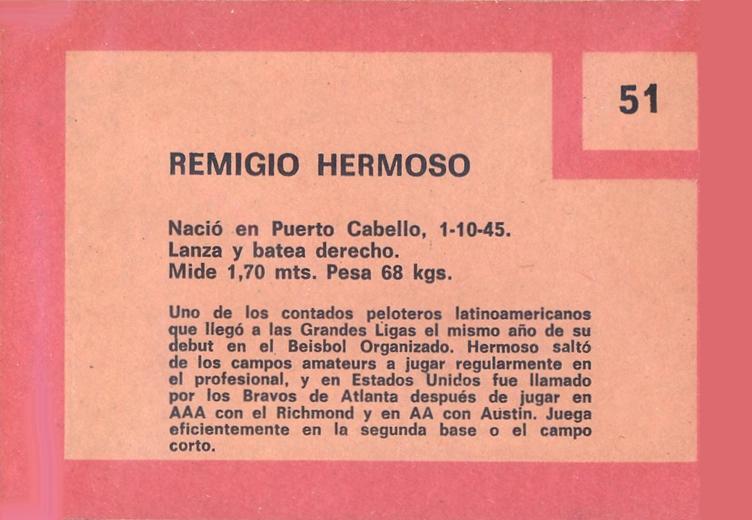 51
REMIGIO HERMOSO
Nació en Puerto Cabello, 1-10-45.
Lanza y batea derecho.
Mide 1,70 mts. Pesa 68 kgs.
Uno de los contados peloteros latinoamericanos
que llegó a las Grandes Ligas el mismo año de su
debut en el Beisbol Organizado. Hermoso saltó
de los campos amateurs a jugar regularmente en
el profesional, y en Estados Unidos fue llamado
por los Bravos de Atlanta después de jugar en
AAA con el Richmond y en AA con Austin. Juega
eficientemente en la segunda base o el campo
corto.